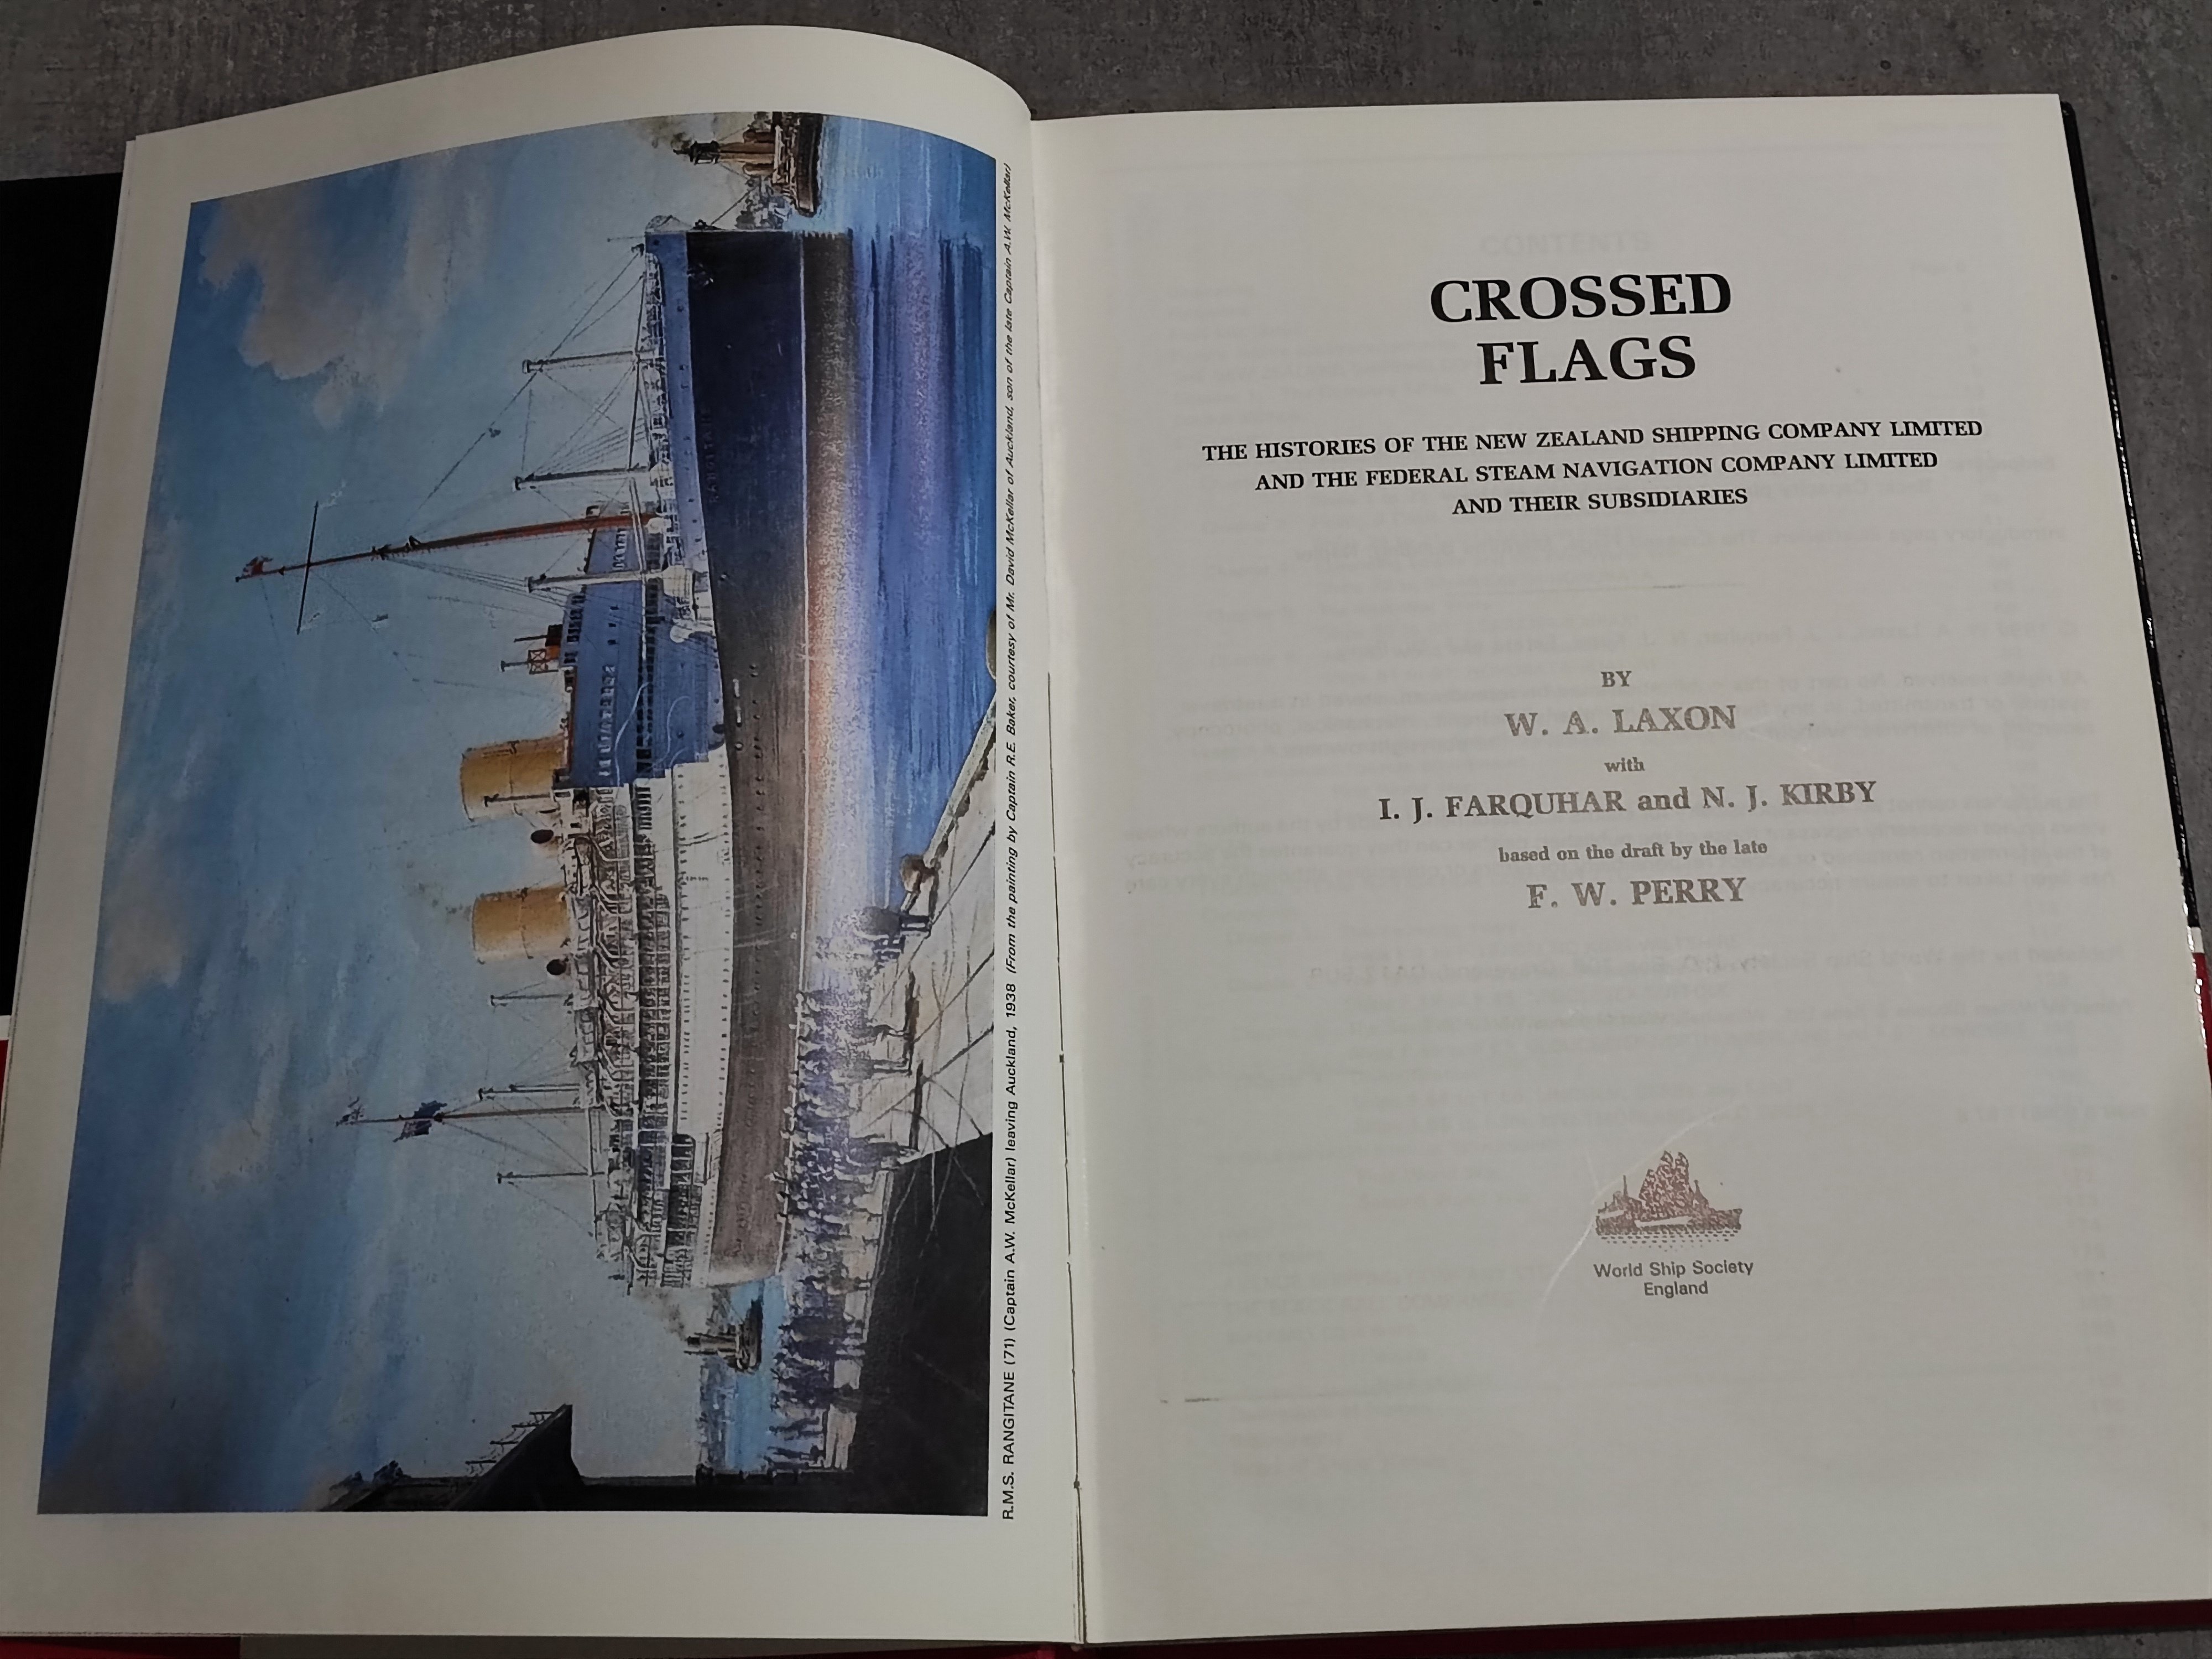 R.M.S. RANGITANE (71) (Captain A.W. McKellar) leaving Auckland, 1938 (From the painting by Captain R.E. Baker, courtesy of Mr. David McKellar of Auckland, son of the late Captain A.W. McKellar)
CROSSED
FLAGS
THE HISTORIES OF THE NEW ZEALAND SHIPPING COMPANY LIMITED
AND THE FEDERAL STEAM NAVIGATION COMPANY LIMITED
AND THEIR SUBSIDIARIES
BY
W. A. LAXON
with
I. J. FARQUHAR and N. J. KIRBY
based on the draft by the late
F. W. PERRY
World Ship Society
England